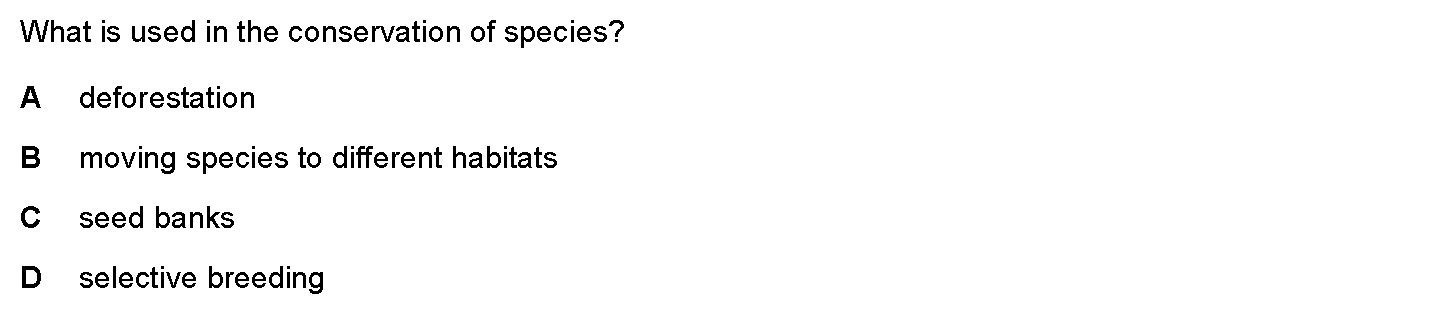 What is used in the conservation of species?
A deforestation
B moving species to different habitats
C seed banks
D selective breeding